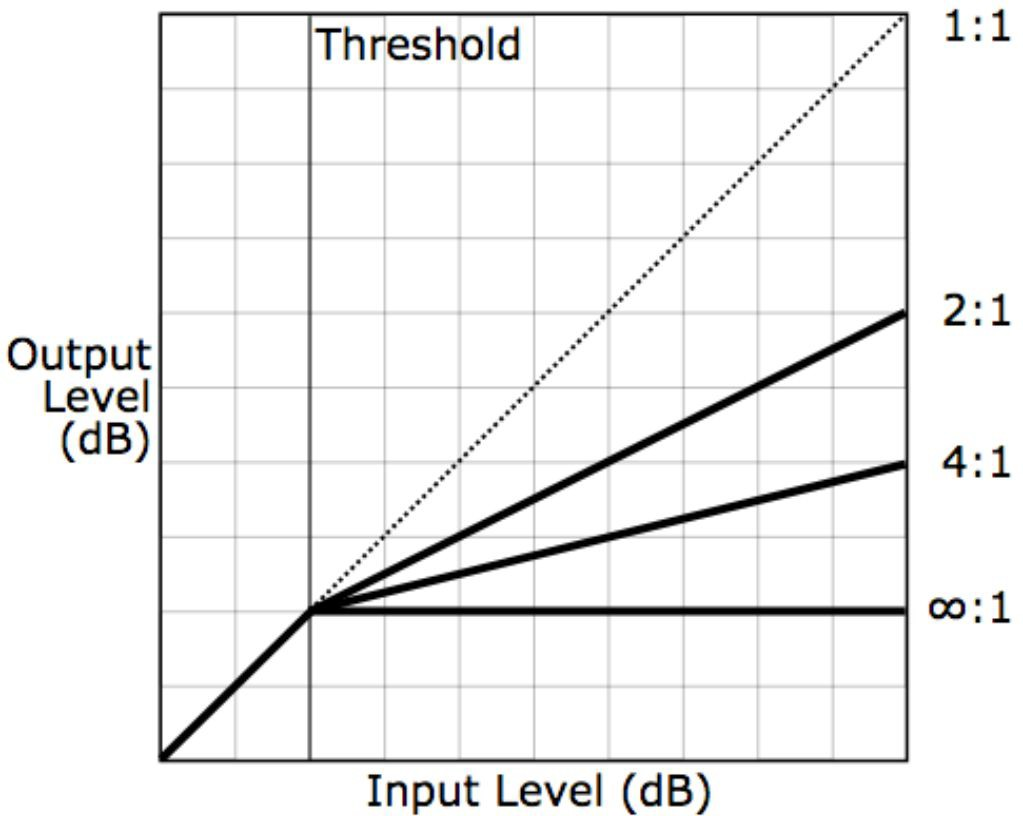 Threshold
1:1
2:1
Output
Level
(dB)
4:1
∞:1
Input Level (dB)